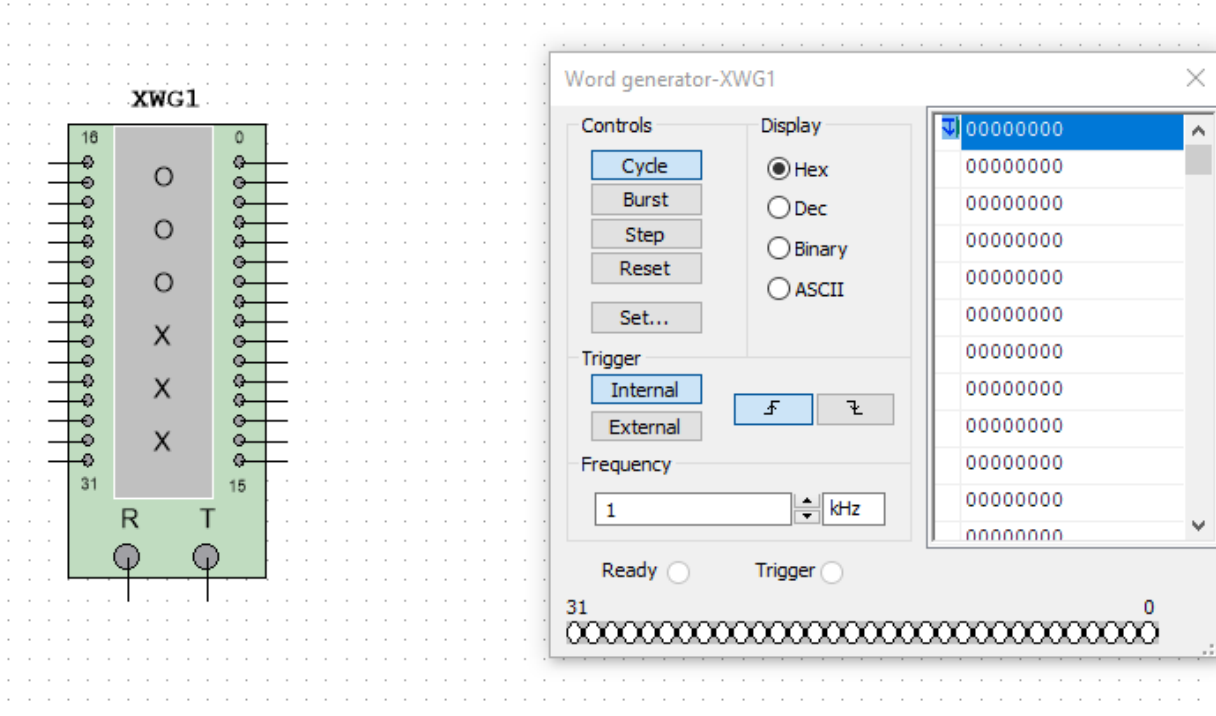 XWG1
16 0
O
O
O
X
X
X
31 15
R T
Word generator-XWG1
Controls
Cycle
Burst
Step
Reset
Set...
Display
Hex
Dec
Binary
ASCII
Trigger
Internal
External
Frequency
1 kHz
Ready Trigger
31 0
00000000
00000000
00000000
00000000
00000000
00000000
00000000
00000000
00000000
00000000
00000000
00000000